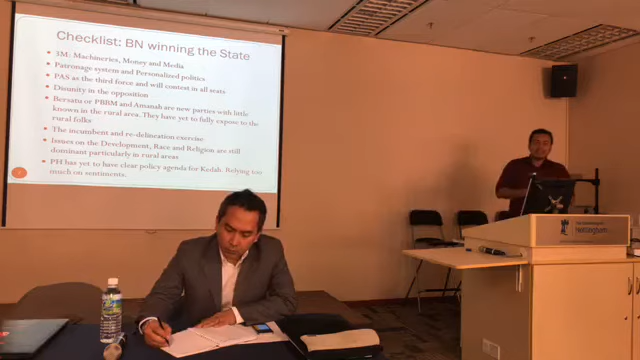 Checklist: BN winning the State
• 3M: Machineries, Money and Media
• Patronage system and Personalized politics
• PAS as the third force and will contest in all seats
• Disunity in the opposition
• Bersatu or PBBM and Amanah are new parties with little
known in the rural area. They have yet to fully expose to the
rural folks
• The incumbent and re-delineation exercise
• Issues on the Development, Race and Religion are still
dominant particularly in rural areas
• PH has yet to have clear policy agenda for Kedah. Relying too
much on sentiments.
Nottingham